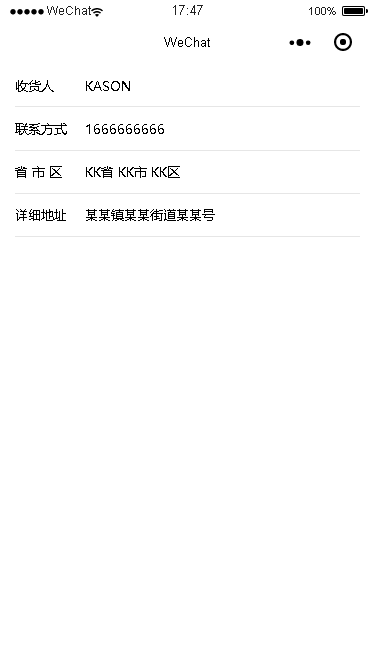 WeChat 17:47 100%
WeChat
收货人 KASON
联系方式 1666666666
省 市 区 KK省 KK市 KK区
详细地址 某某镇某某街道某某号